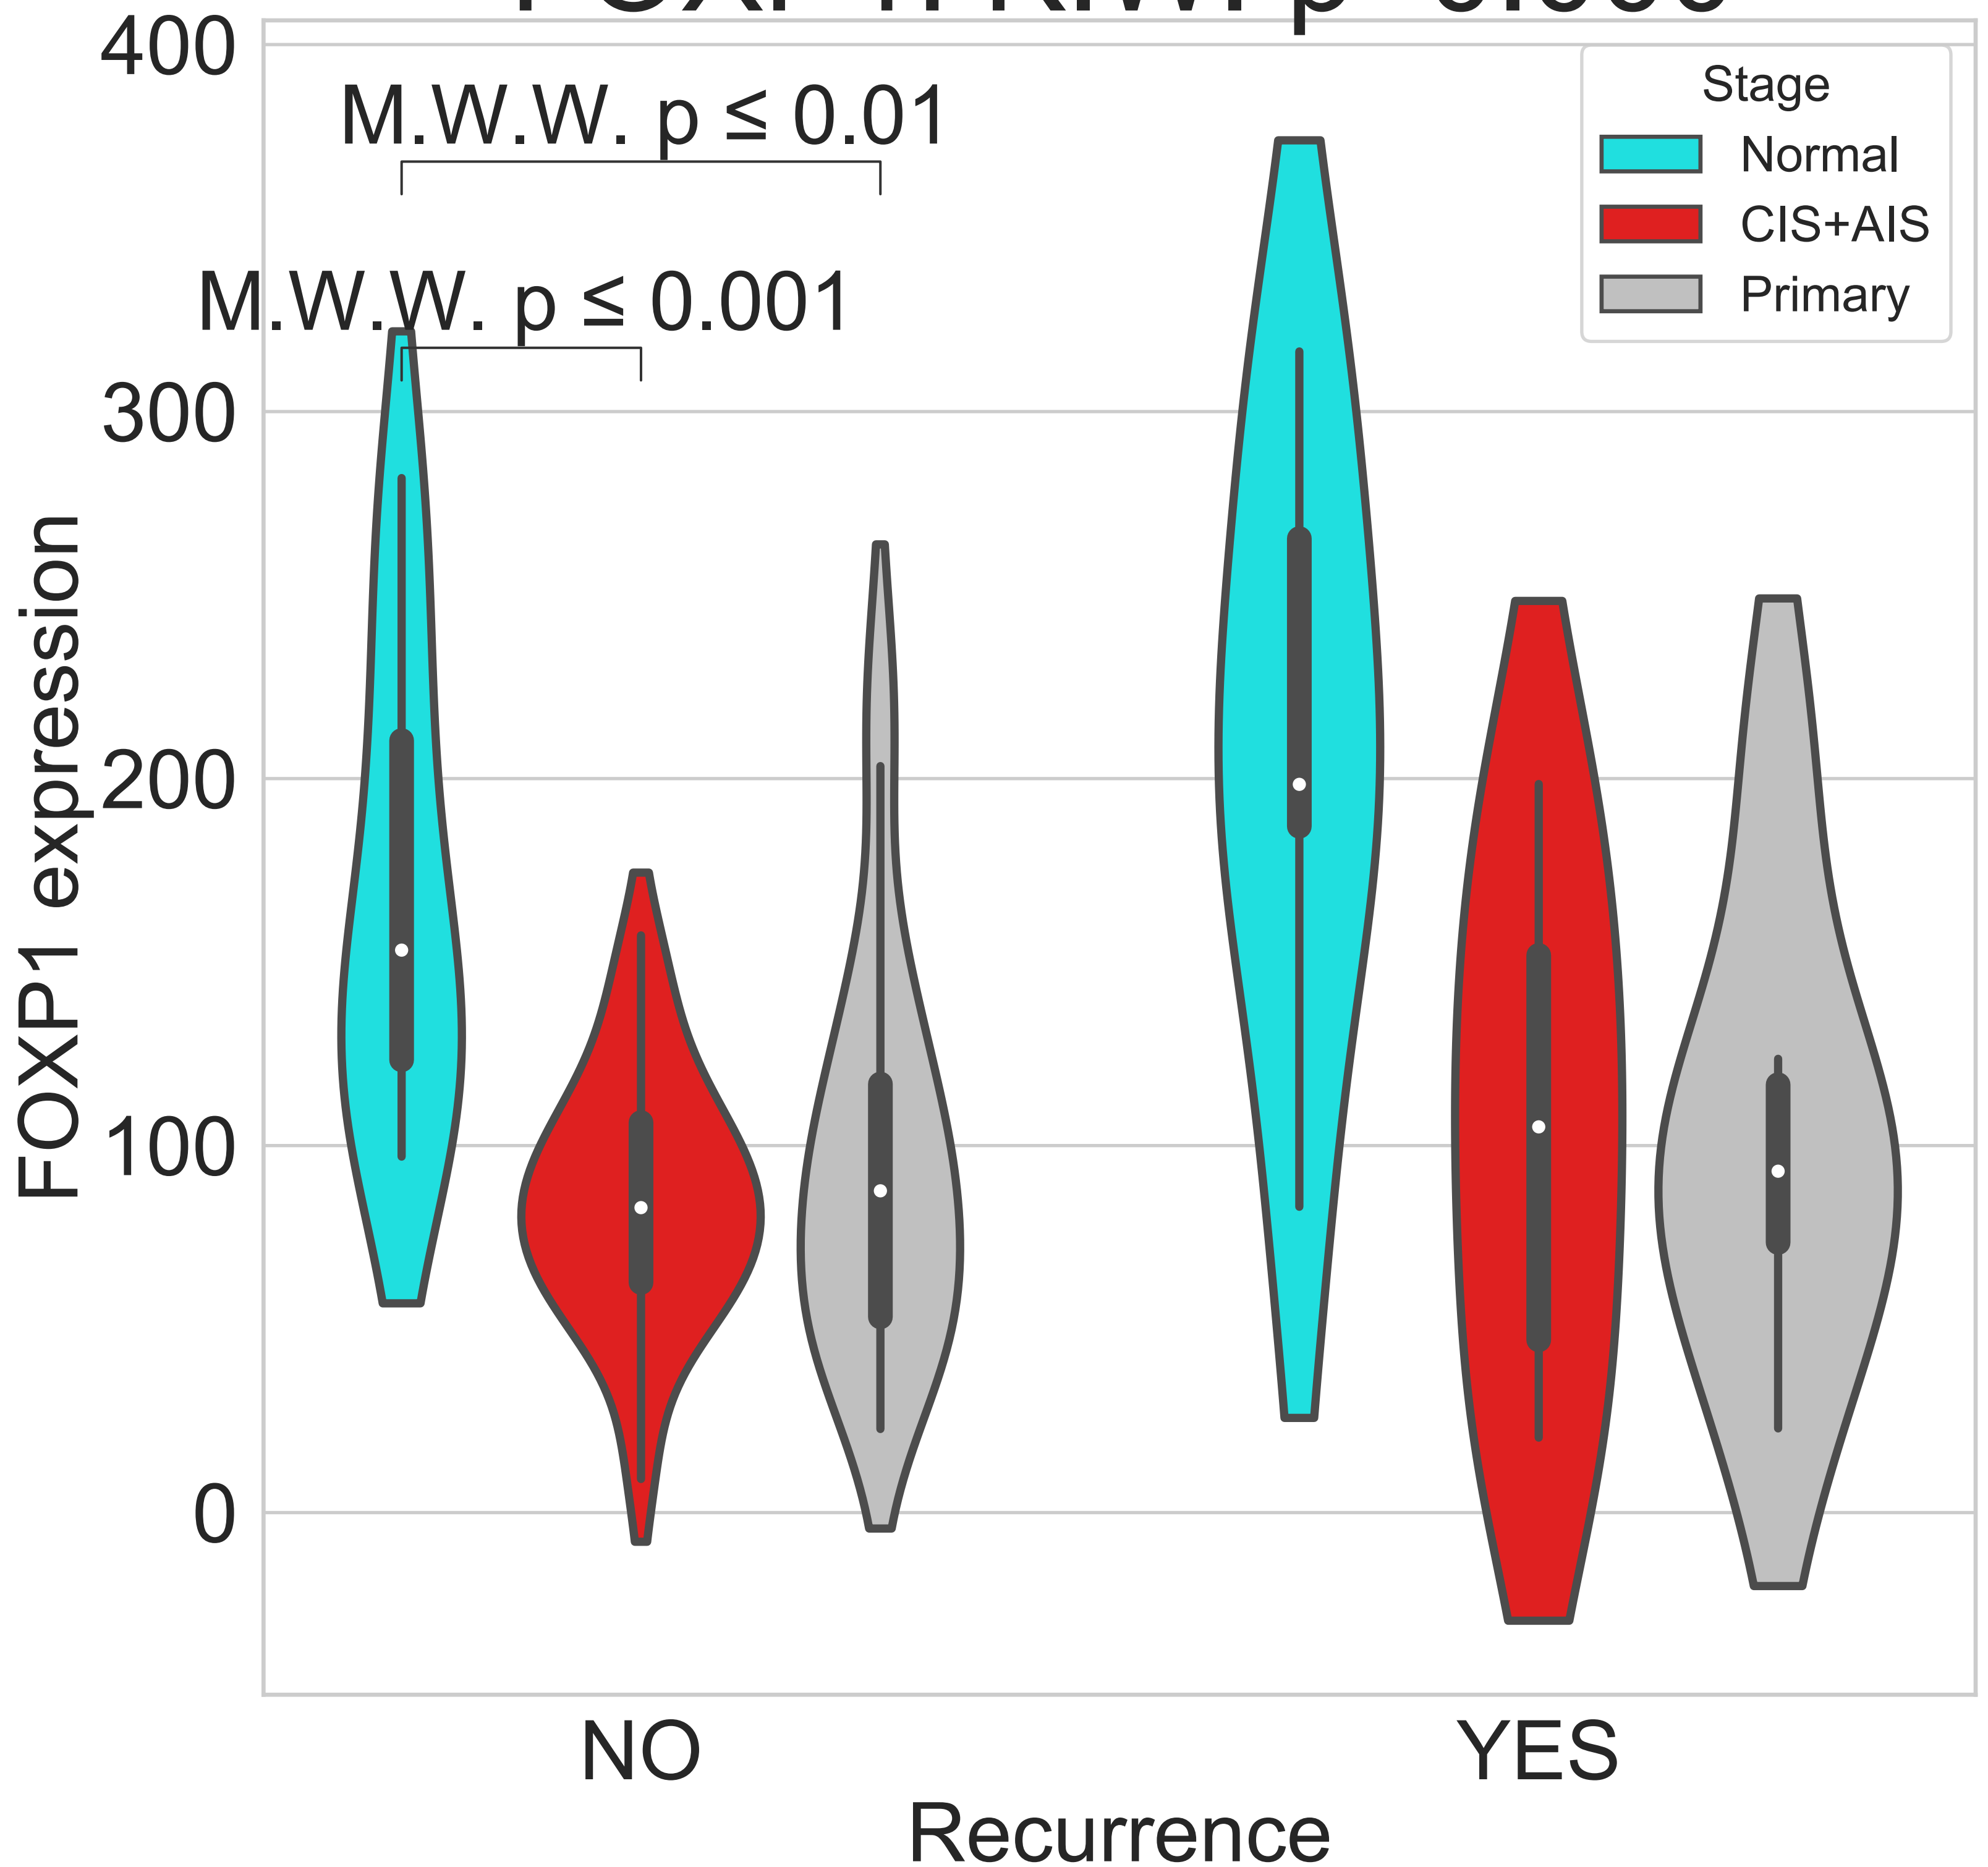 400
M.W.W. p ≤ 0.01
M.W.W. p ≤ 0.001
300
200
100
0
FOXP1 expression
Stage
Normal
CIS+AIS
Primary
NO
YES
Recurrence